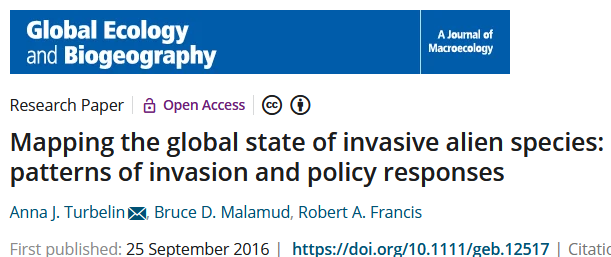 Global Ecology
and Biogeography
A Journal of
Macroecology
Research Paper Open Access
Mapping the global state of invasive alien species:
patterns of invasion and policy responses
Anna J. Turbelin, Bruce D. Malamud, Robert A. Francis
First published: 25 September 2016 | https://doi.org/10.1111/geb.12517 | Citatio